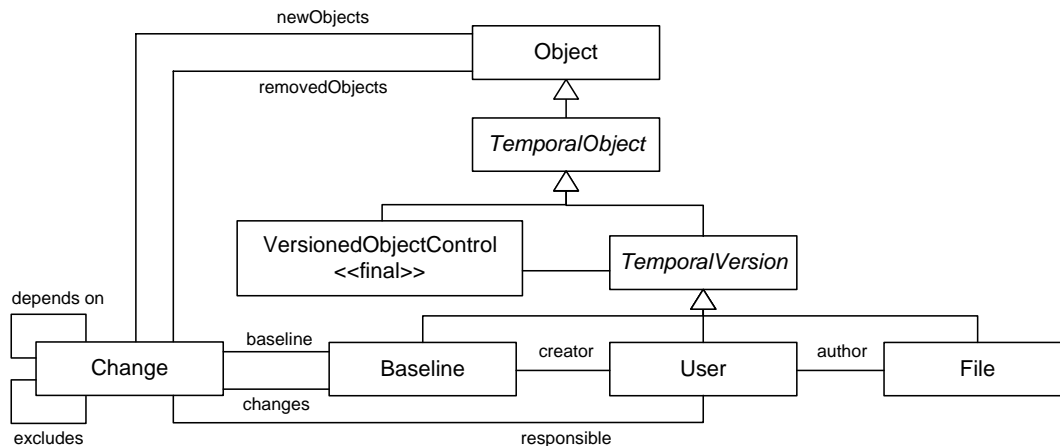 newObjects
Object
removedObjects
TemporalObject
VersionedObjectControl
<<final>>
TemporalVersion
depends on
baseline
creator
author
Change
Baseline
User
File
changes
excludes
responsible